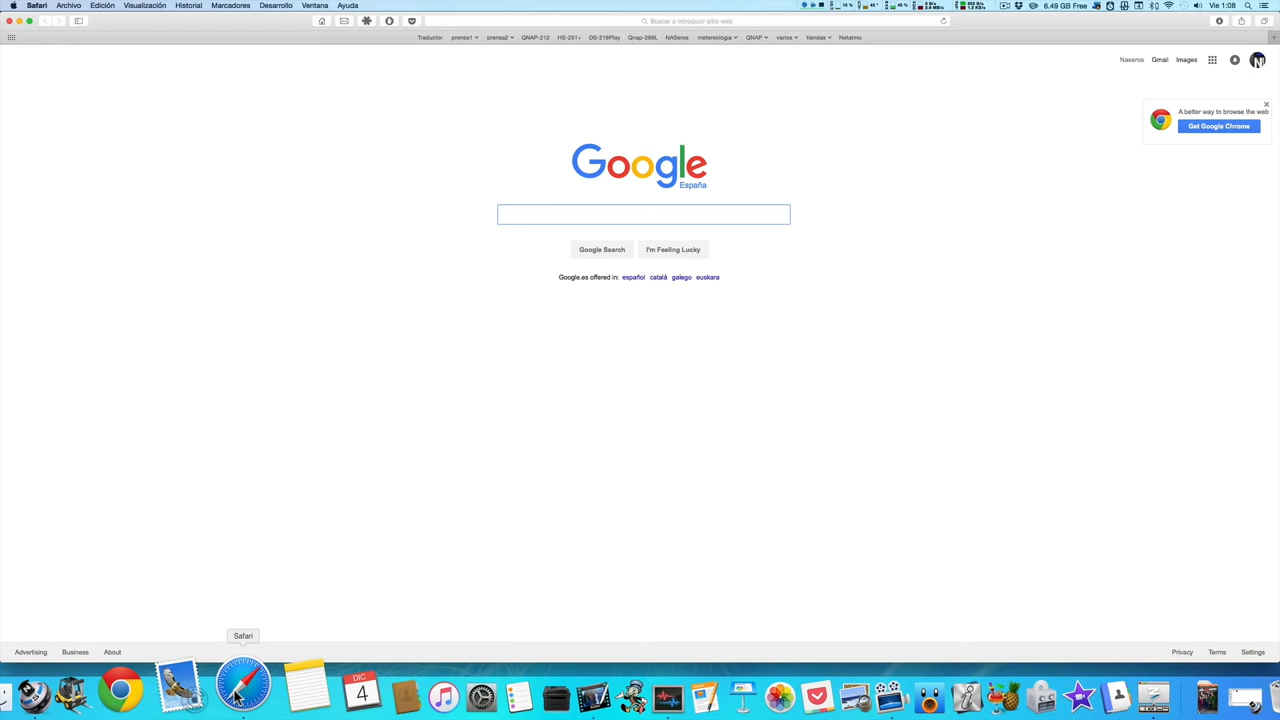 Safari Archivo Edición Visualización Historial Marcadores Desarrollo Ventana Ayuda
6.49 GB Free Vie 1:08
Buscar o introducir sitio web
Traductor prensa1 prensa2 QNAP-212 HS-251+ DS-216Play Qnap-269L NASeros metereologia QNAP varios tiendas Netatmo
Naseros Gmail Images
A better way to browse the web
Get Google Chrome
Google
España
Google Search I'm Feeling Lucky
Google.es offered in: español català galego euskara
Safari
Advertising Business About Privacy Terms Settings
DIC
4